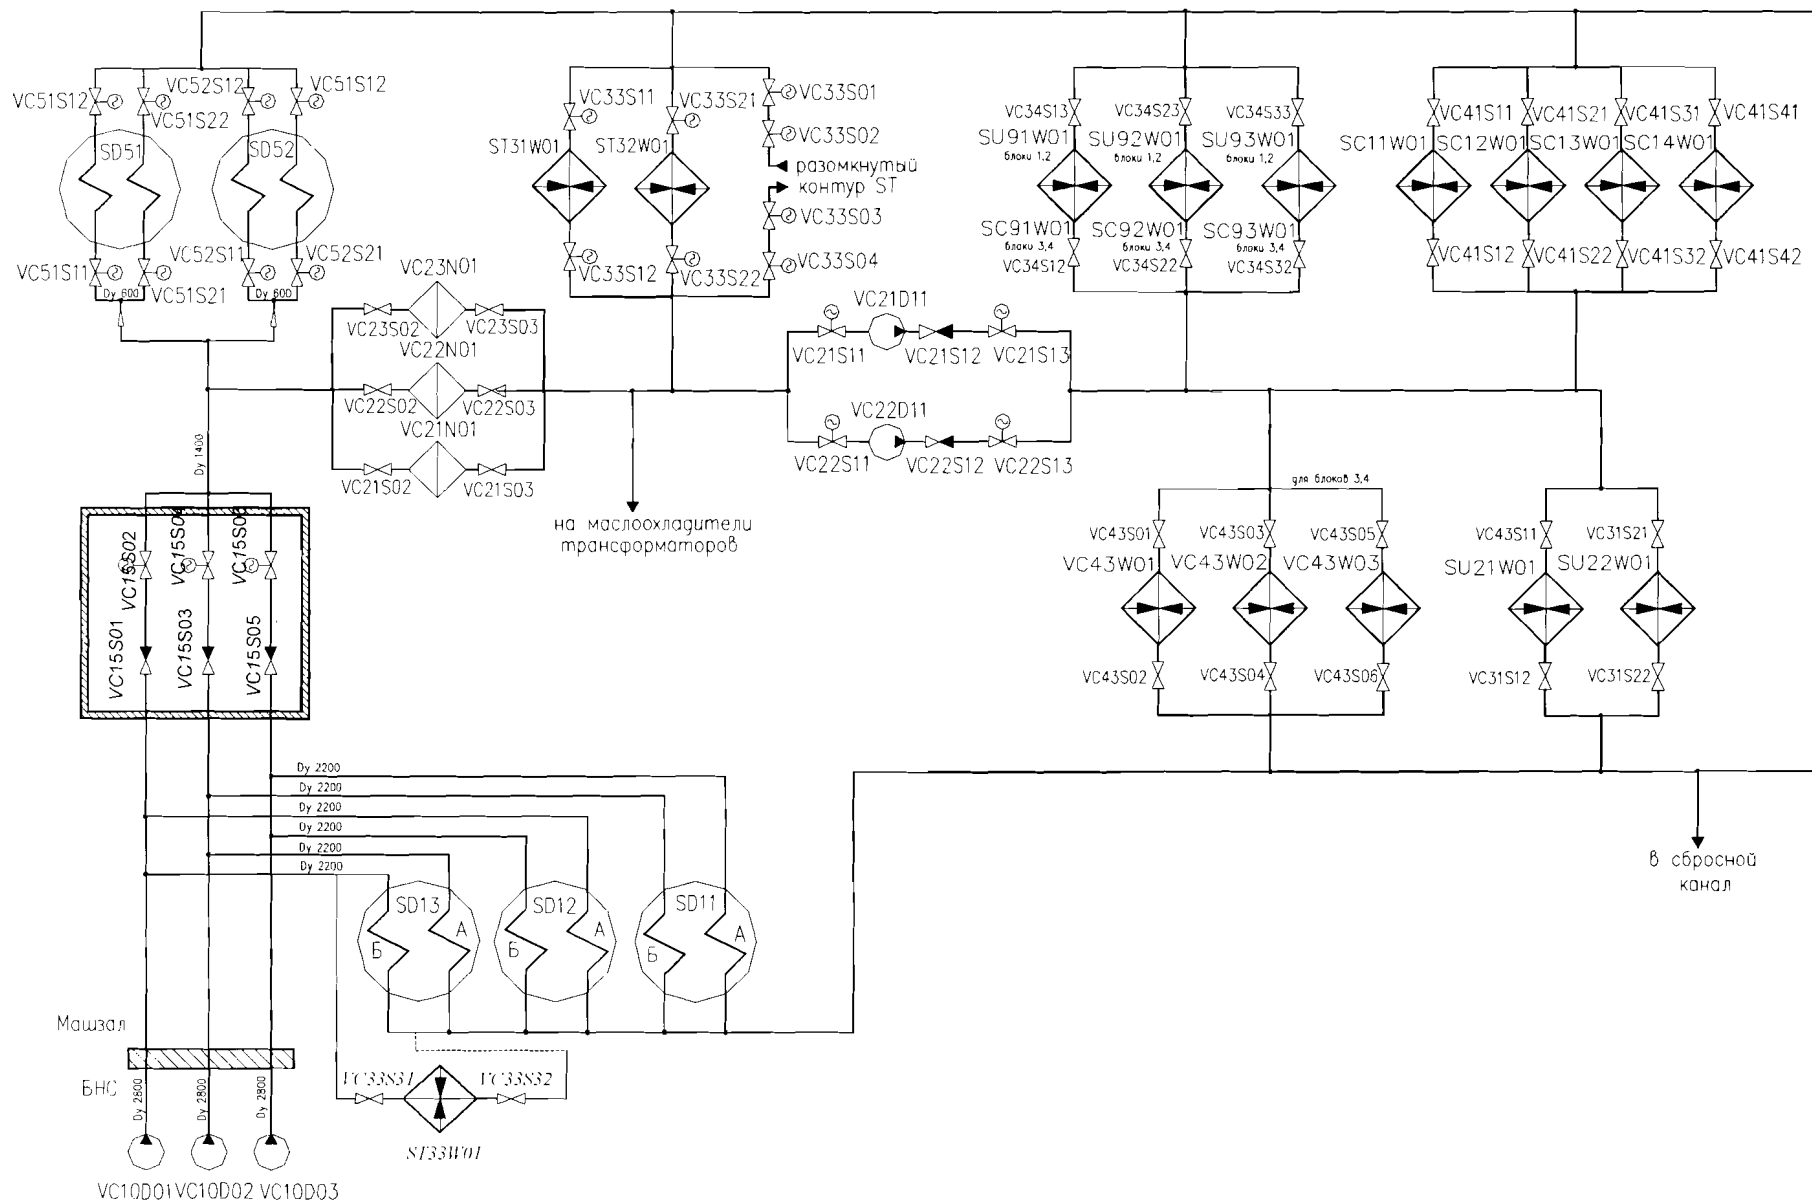 VC51S12
VC52S12
VC51S12
VC51S22
SD51
SD52
VC51S11
VC52S11
VC52S21
VC51S21
Dy 600
Dy 600
VC33S11
VC33S21
VC33S01
VC33S02
ST31W01
ST32W01
разомкнутый
контур ST
VC33S03
VC33S04
VC33S12
VC33S22
VC34S13
VC34S23
VC34S33
SU91W01
SU92W01
SU93W01
блоки 1,2
блоки 1,2
блоки 1,2
SC91W01
SC92W01
SC93W01
блоки 3,4
блоки 3,4
блоки 3,4
VC34S12
VC34S22
VC34S32
VC41S11
VC41S21
VC41S31
VC41S41
SC11W01
SC12W01
SC13W01
SC14W01
VC41S12
VC41S22
VC41S32
VC41S42
VC23N01
VC23S02
VC23S03
VC22N01
VC22S02
VC22S03
VC21N01
VC21S02
VC21S03
VC21D11
VC21S11
VC21S12
VC21S13
VC22D11
VC22S11
VC22S12
VC22S13
на маслоохладители
трансформаторов
Dy 1400
VC15S02
VC15S04
VC15S01
VC15S03
VC15S05
для блоков 3,4
VC43S01
VC43S03
VC43S05
VC43W01
VC43W02
VC43W03
VC43S02
VC43S04
VC43S06
VC43S11
VC31S21
SU21W01
SU22W01
VC31S12
VC31S22
в сбросной
канал
Dy 2200
Dy 2200
Dy 2200
Dy 2200
Dy 2200
Dy 2200
SD13
SD12
SD11
Б
А
Б
А
Б
А
Машзал
БНС
Dy 2800
Dy 2800
Dy 2800
VC33S31
VC33S32
ST33W01
VC10D01
VC10D02
VC10D03